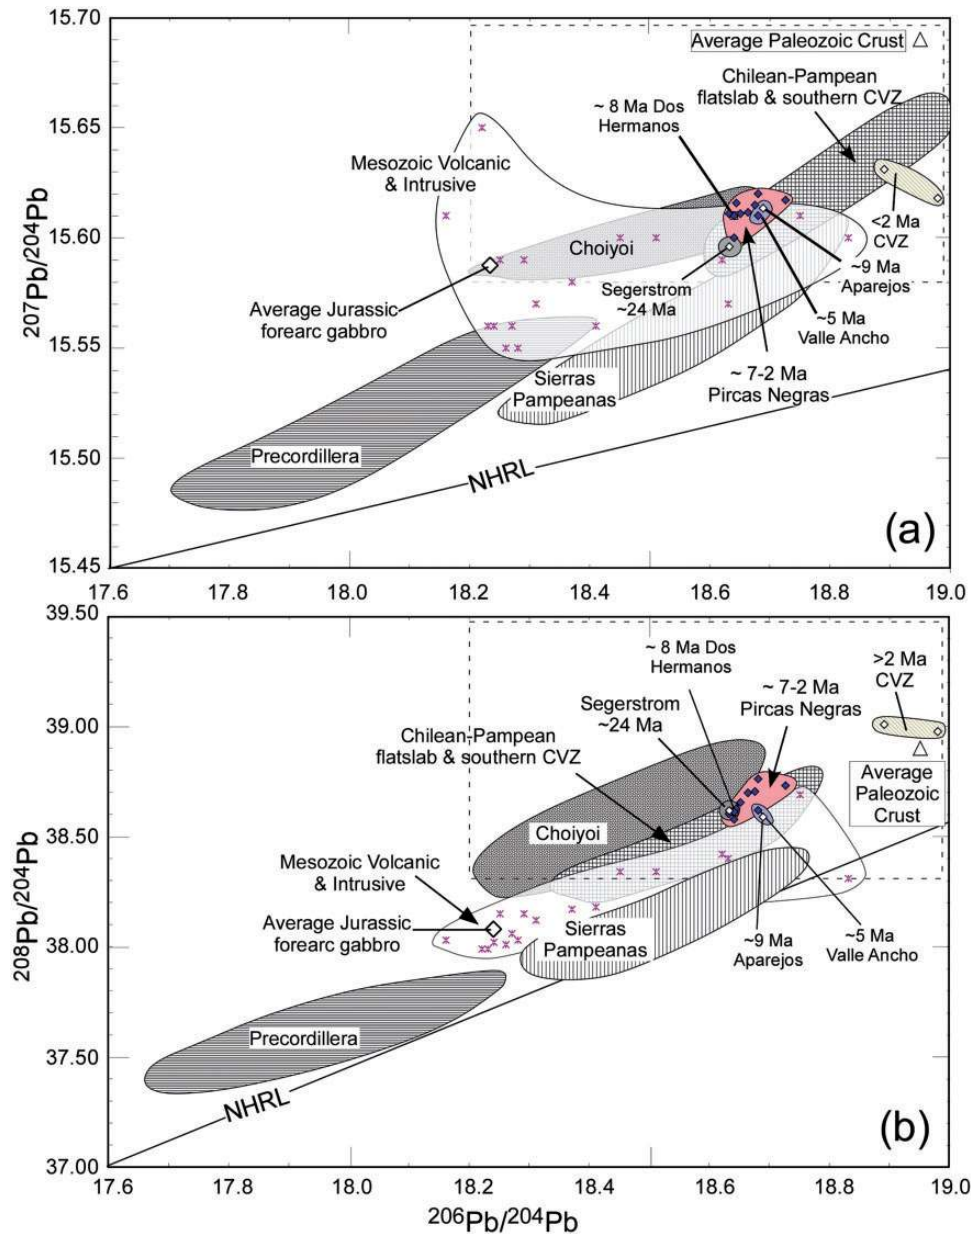 15.70
15.65
15.60
15.55
15.50
15.45
207Pb/204Pb
Average Paleozoic Crust
Chilean-Pampean
flatslab & southern CVZ
~ 8 Ma Dos
Hermanos
Mesozoic Volcanic
& Intrusive
<2 Ma
CVZ
Choiyoi
Segerstrom
~24 Ma
~9 Ma
Aparejos
Average Jurassic
forearc gabbro
~5 Ma
Valle Ancho
Sierras
Pampeanas
~ 7-2 Ma
Pircas Negras
Precordillera
NHRL
(a)
17.6 17.8 18.0 18.2 18.4 18.6 18.8 19.0
39.50
39.00
38.50
38.00
37.50
37.00
208Pb/204Pb
~ 8 Ma Dos
Hermanos
>2 Ma
CVZ
Segerstrom
~24 Ma
~ 7-2 Ma
Pircas Negras
Chilean-Pampean
flatslab & southern CVZ
Average
Paleozoic
Crust
Choiyoi
Mesozoic Volcanic
& Intrusive
Average Jurassic
forearc gabbro
Sierras
Pampeanas
~9 Ma
Aparejos
~5 Ma
Valle Ancho
Precordillera
NHRL
(b)
17.6 17.8 18.0 18.2 18.4 18.6 18.8 19.0
206Pb/204Pb